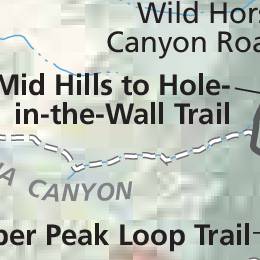 Wild Hors
Canyon Roa
Mid Hills to Hole-
in-the-Wall Trail
CANYON
Peak Loop Trail